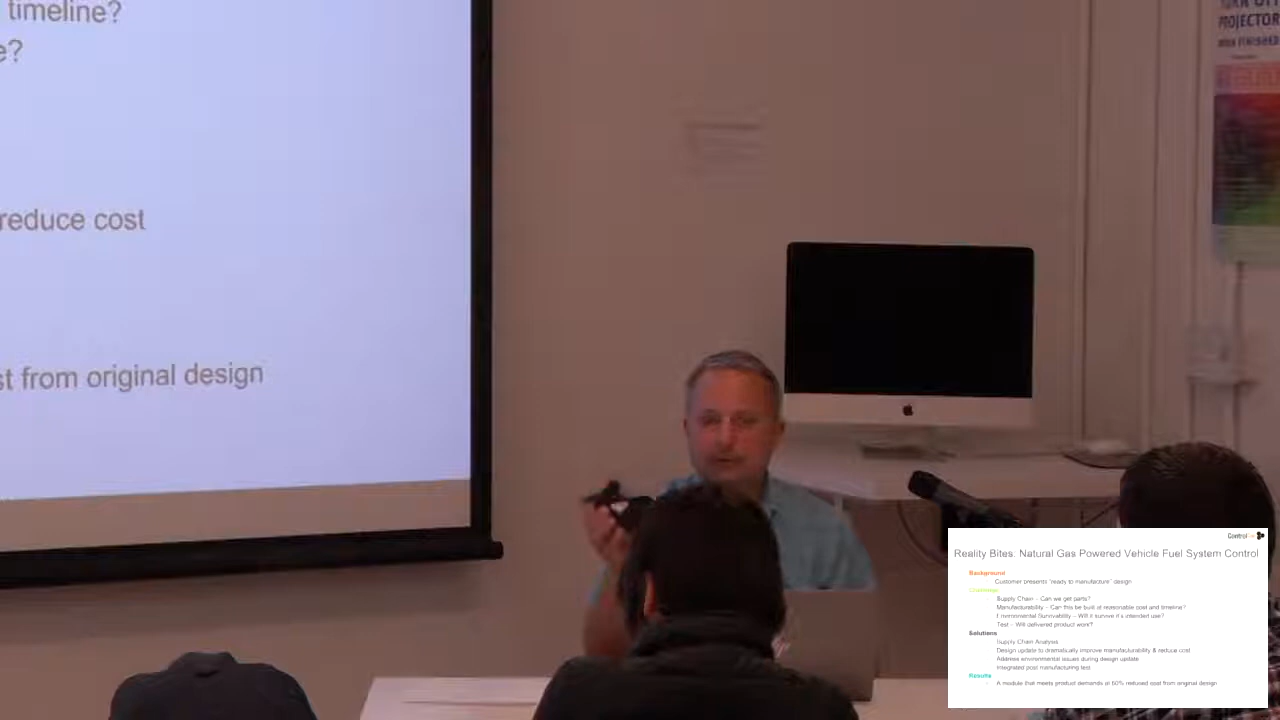 timeline?
e?
reduce cost
st from original design
PROJECTOR
WHEN FINISHED
Control
Reality Bites: Natural Gas Powered Vehicle Fuel System Control
Background
Customer presents "ready to manufacture" design
Challenge
Supply Chain - Can we get parts?
Manufacturability - Can this be built at reasonable cost and timeline?
Environmental Survivability - Will it survive it's intended use?
Test - Will delivered product work?
Solutions
Supply Chain Analysis
Design update to dramatically improve manufacturability & reduce cost
Address environmental issues during design update
Integrated post manufacturing test
Results
A module that meets product demands at 60% reduced cost from original design